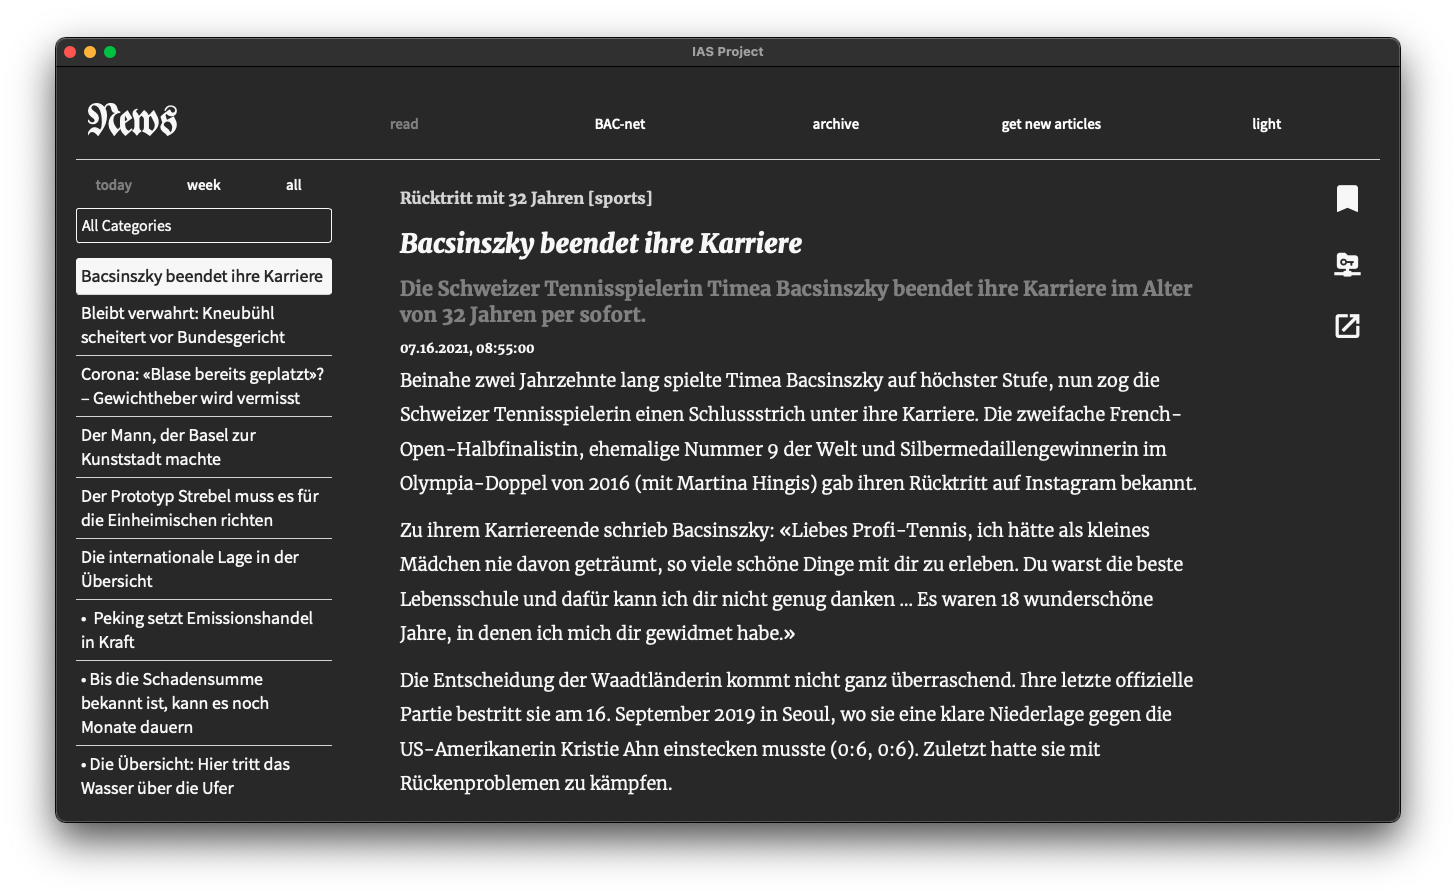 IAS Project
News
read
BAC-net
archive
get new articles
light
today
week
all
All Categories
Bacsinszky beendet ihre Karriere
Bleibt verwahrt: Kneubühl
scheitert vor Bundesgericht
Corona: «Blase bereits geplatzt»?
– Gewichtheber wird vermisst
Der Mann, der Basel zur
Kunststadt machte
Der Prototyp Strebel muss es für
die Einheimischen richten
Die internationale Lage in der
Übersicht
• Peking setzt Emissionshandel
in Kraft
• Bis die Schadensumme
bekannt ist, kann es noch
Monate dauern
• Die Übersicht: Hier tritt das
Wasser über die Ufer
Rücktritt mit 32 Jahren [sports]
Bacsinszky beendet ihre Karriere
Die Schweizer Tennisspielerin Timea Bacsinszky beendet ihre Karriere im Alter
von 32 Jahren per sofort.
07.16.2021, 08:55:00
Beinahe zwei Jahrzehnte lang spielte Timea Bacsinszky auf höchster Stufe, nun zog die
Schweizer Tennisspielerin einen Schlussstrich unter ihre Karriere. Die zweifache French-
Open-Halbfinalistin, ehemalige Nummer 9 der Welt und Silbermedaillengewinnerin im
Olympia-Doppel von 2016 (mit Martina Hingis) gab ihren Rücktritt auf Instagram bekannt.
Zu ihrem Karriereende schrieb Bacsinszky: «Liebes Profi-Tennis, ich hätte als kleines
Mädchen nie davon geträumt, so viele schöne Dinge mit dir zu erleben. Du warst die beste
Lebensschule und dafür kann ich dir nicht genug danken ... Es waren 18 wunderschöne
Jahre, in denen ich mich dir gewidmet habe.»
Die Entscheidung der Waadtländerin kommt nicht ganz überraschend. Ihre letzte offizielle
Partie bestritt sie am 16. September 2019 in Seoul, wo sie eine klare Niederlage gegen die
US-Amerikanerin Kristie Ahn einstecken musste (0:6, 0:6). Zuletzt hatte sie mit
Rückenproblemen zu kämpfen.